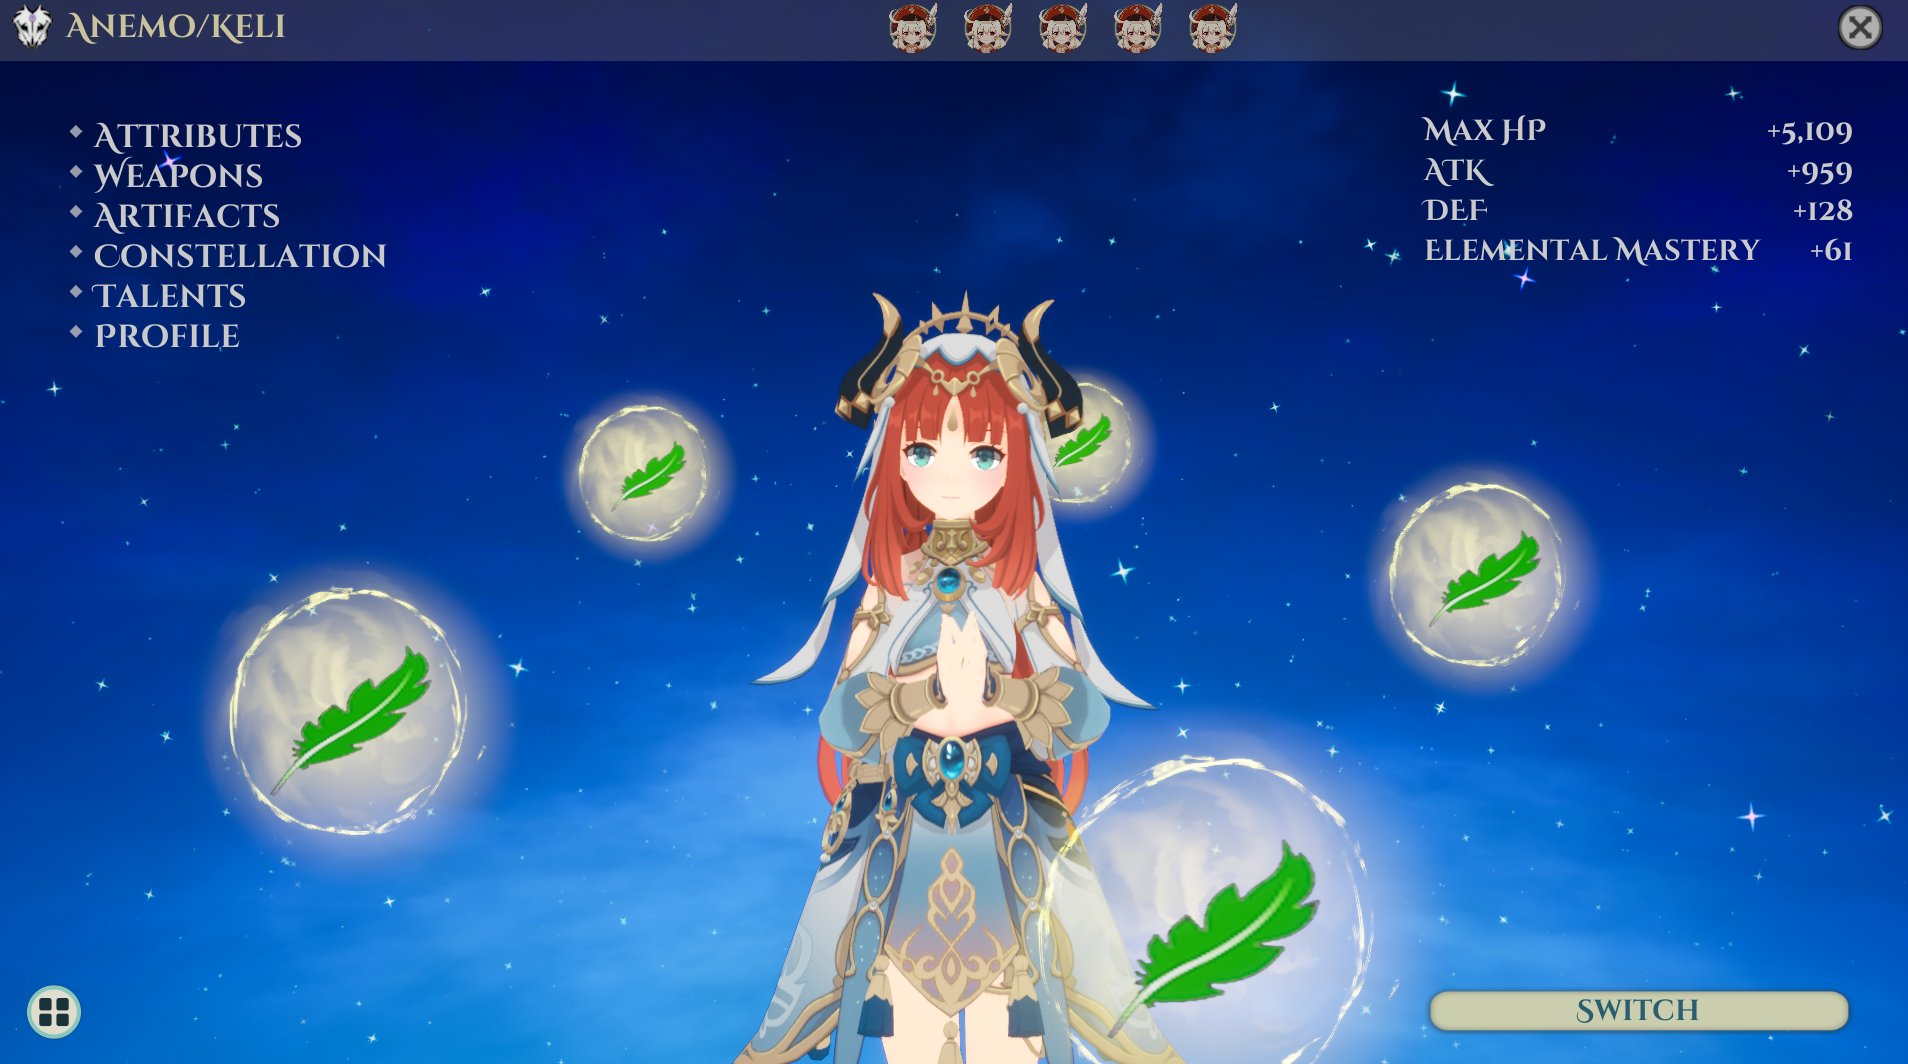 Anemo/Keli
Attributes
Weapons
Artifacts
Constellation
Talents
Profile
Max HP +5,109
ATK +959
DEF +128
Elemental Mastery +61
Switch